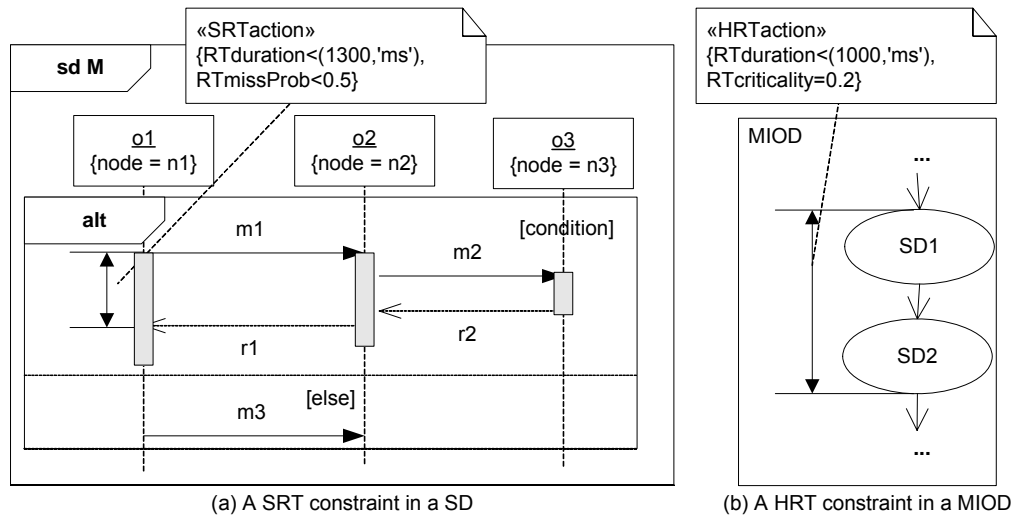 «SRTaction»
{RTduration<(1300,'ms'),
RTmissProb<0.5}
sd M
o1
{node = n1}
o2
{node = n2}
o3
{node = n3}
alt
m1
[condition]
m2
r2
r1
[else]
m3
(a) A SRT constraint in a SD
«HRTaction»
{RTduration<(1000,'ms'),
RTcriticality=0.2}
MIOD
...
SD1
SD2
...
(b) A HRT constraint in a MIOD